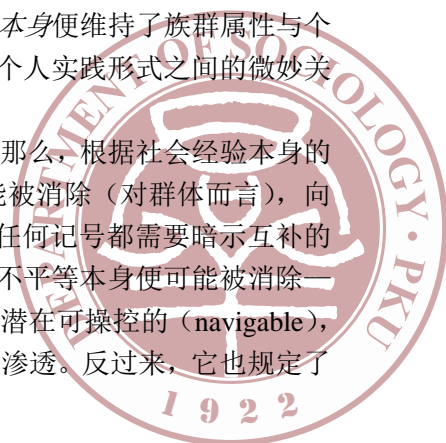 本身便维持了族群属性与个
个人实践形式之间的微妙关
那么，根据社会经验本身的
能被消除（对群体而言），向
任何记号都需要暗示互补的
不平等本身便可能被消除—
潜在可操控的（navigable），
渗透。反过来，它也规定了
DEPARTMENT OF SOCIOLOGY · PKU
1922